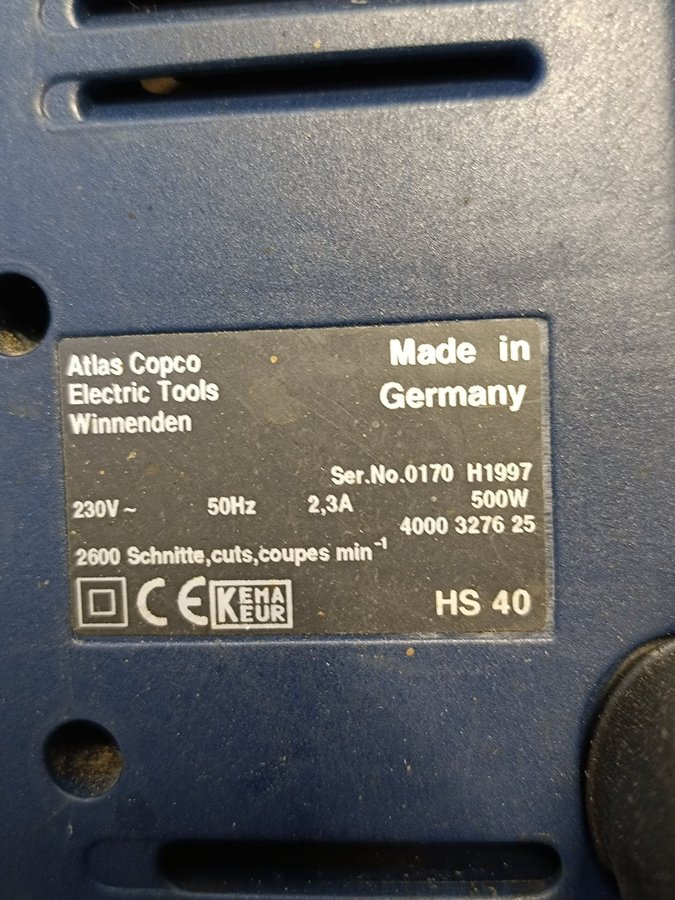 Atlas Copco
Electric Tools
Winnenden
Made in
Germany
Ser.No.0170 H1997
230V~ 50Hz 2,3A 500W
4000 3276 25
2600 Schnitte,cuts,coupes min⁻¹
CE KEMA EUR HS 40